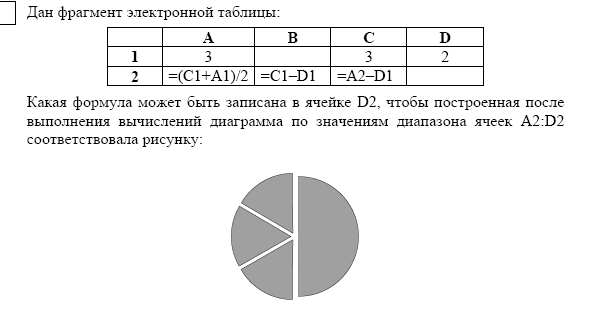 Дан фрагмент электронной таблицы:
A B C D
1 3 3 2
2 =(C1+A1)/2 =C1–D1 =A2–D1
Какая формула может быть записана в ячейке D2, чтобы построенная после
выполнения вычислений диаграмма по значениям диапазона ячеек A2:D2
соответствовала рисунку: